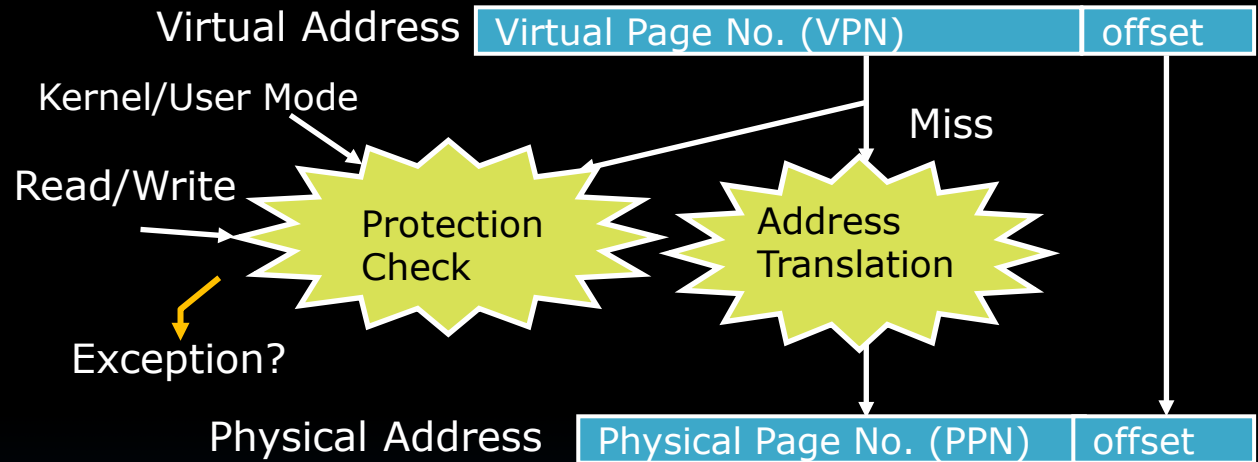 Virtual Address
Virtual Page No. (VPN)
offset
Kernel/User Mode
Miss
Read/Write
Protection
Check
Address
Translation
Exception?
Physical Address
Physical Page No. (PPN)
offset